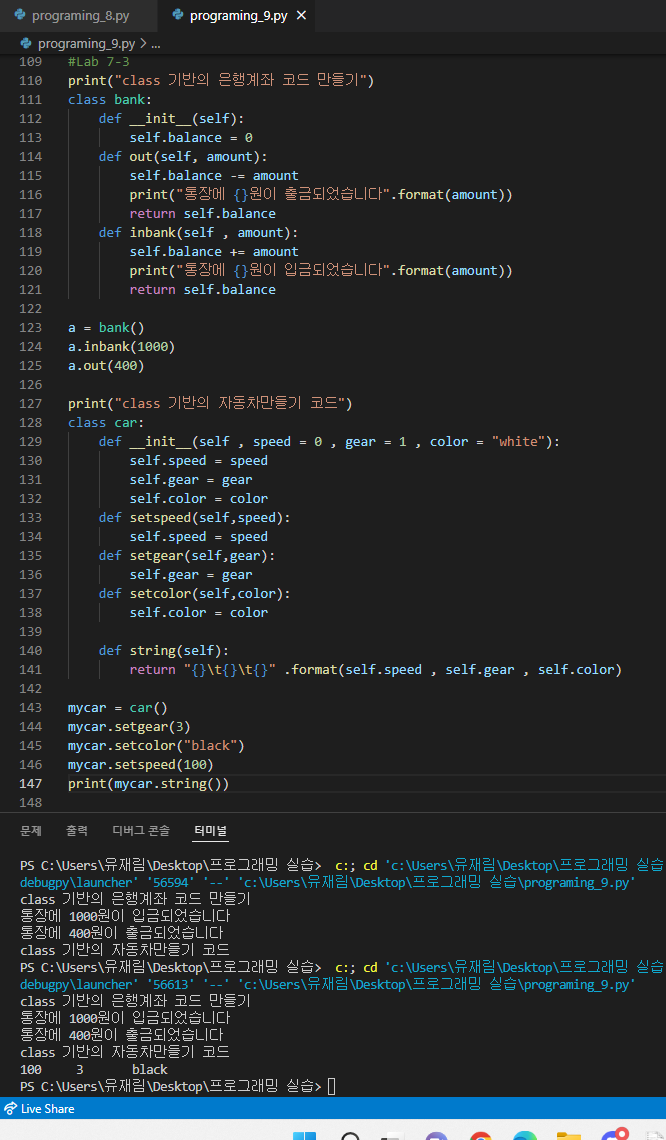 programing_8.py programing_9.py ×
programing_9.py > ...
109 #Lab 7-3
110 print("class 기반의 은행계좌 코드 만들기")
111 class bank:
112     def __init__(self):
113         self.balance = 0
114     def out(self, amount):
115         self.balance -= amount
116         print("통장에 {}원이 출금되었습니다".format(amount))
117         return self.balance
118     def inbank(self , amount):
119         self.balance += amount
120         print("통장에 {}원이 입금되었습니다".format(amount))
121         return self.balance
122
123 a = bank()
124 a.inbank(1000)
125 a.out(400)
126
127 print("class 기반의 자동차만들기 코드")
128 class car:
129     def __init__(self , speed = 0 , gear = 1 , color = "white"):
130         self.speed = speed
131         self.gear = gear
132         self.color = color
133     def setspeed(self,speed):
134         self.speed = speed
135     def setgear(self,gear):
136         self.gear = gear
137     def setcolor(self,color):
138         self.color = color
139
140     def string(self):
141         return "{}\t{}\t{}" .format(self.speed , self.gear , self.color)
142
143 mycar = car()
144 mycar.setgear(3)
145 mycar.setcolor("black")
146 mycar.setspeed(100)
147 print(mycar.string())
148
문제 출력 디버그 콘솔 터미널
PS C:\Users\유재림\Desktop\프로그래밍 실습>  c:; cd 'c:\Users\유재림\Desktop\프로그래밍 실습
debugpy\launcher' '56594' '--' 'c:\Users\유재림\Desktop\프로그래밍 실습\programing_9.py'
class 기반의 은행계좌 코드 만들기
통장에 1000원이 입금되었습니다
통장에 400원이 출금되었습니다
class 기반의 자동차만들기 코드
PS C:\Users\유재림\Desktop\프로그래밍 실습>  c:; cd 'c:\Users\유재림\Desktop\프로그래밍 실습
debugpy\launcher' '56613' '--' 'c:\Users\유재림\Desktop\프로그래밍 실습\programing_9.py'
class 기반의 은행계좌 코드 만들기
통장에 1000원이 입금되었습니다
통장에 400원이 출금되었습니다
class 기반의 자동차만들기 코드
100     3       black
PS C:\Users\유재림\Desktop\프로그래밍 실습>
Live Share